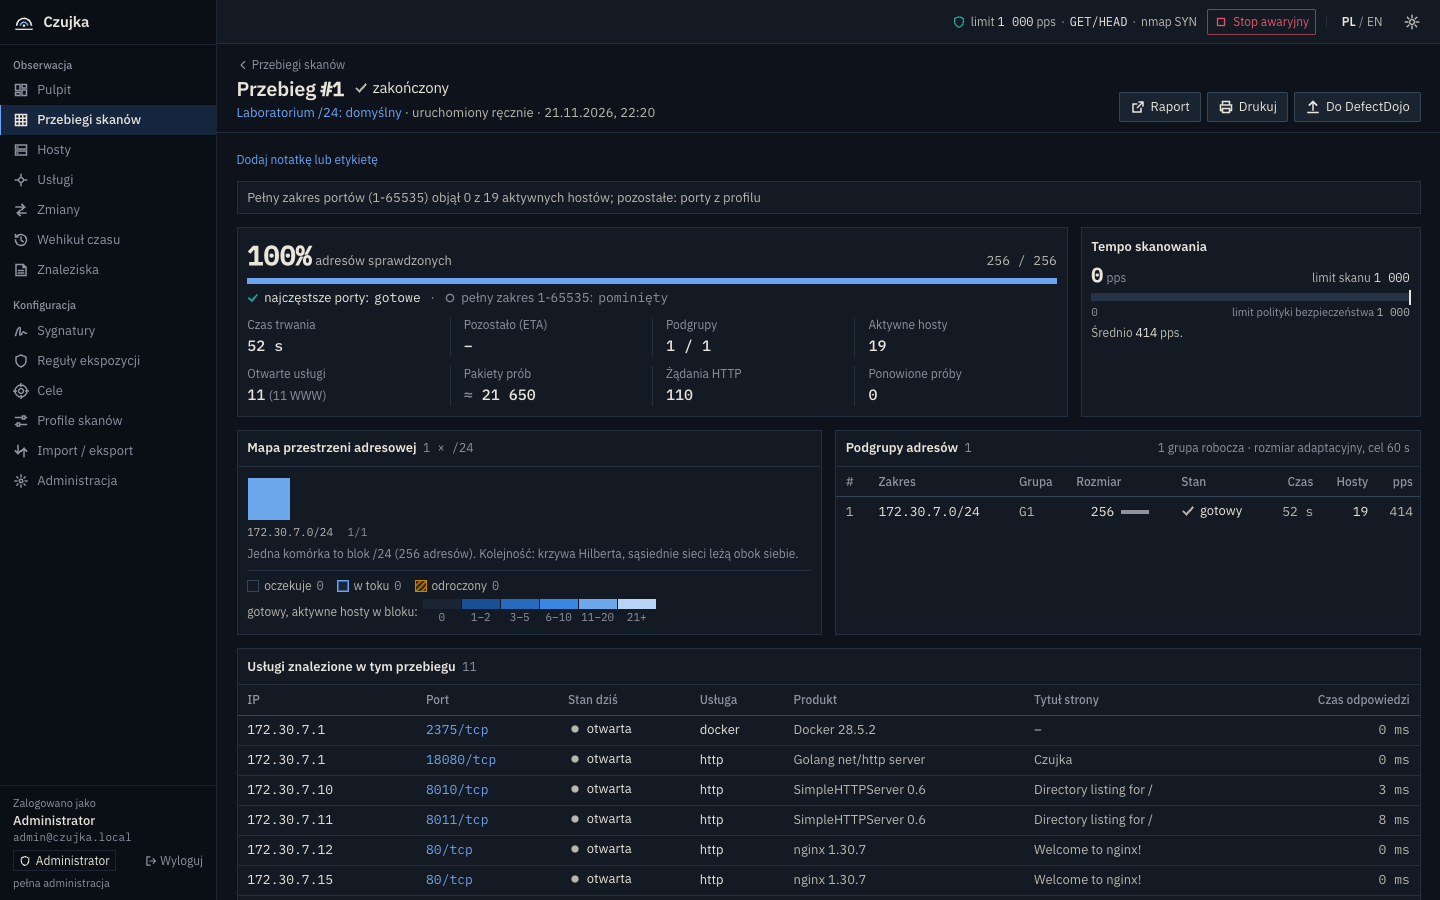 Czujka
limit 1 000 pps · GET/HEAD · nmap SYN
Stop awaryjny
PL / EN
Obserwacja
Pulpit
Przebiegi skanów
Hosty
Usługi
Zmiany
Wehikuł czasu
Znaleziska
Konfiguracja
Sygnatury
Reguły ekspozycji
Cele
Profile skanów
Import / eksport
Administracja
Zalogowano jako
Administrator
admin@czujka.local
Administrator
Wyloguj
pełna administracja
Przebiegi skanów
Przebieg #1 zakończony
Laboratorium /24: domyślny · uruchomiony ręcznie · 21.11.2026, 22:20
Raport
Drukuj
Do DefectDojo
Dodaj notatkę lub etykietę
Pełny zakres portów (1-65535) objął 0 z 19 aktywnych hostów; pozostałe: porty z profilu
100% adresów sprawdzonych 256 / 256
najczęstsze porty: gotowe · pełny zakres 1-65535: pominięty
Czas trwania Pozostało (ETA) Podgrupy Aktywne hosty
52 s – 1 / 1 19
Otwarte usługi Pakiety prób Żądania HTTP Ponowione próby
11 (11 WWW) ≈ 21 650 110 0
Tempo skanowania
0 pps limit skanu 1 000
0 limit polityki bezpieczeństwa 1 000
Średnio 414 pps.
Mapa przestrzeni adresowej 1 × /24
172.30.7.0/24 1/1
Jedna komórka to blok /24 (256 adresów). Kolejność: krzywa Hilberta, sąsiednie sieci leżą obok siebie.
oczekuje 0 w toku 0 odroczony 0
gotowy, aktywne hosty w bloku:
0 1–2 3–5 6–10 11–20 21+
Podgrupy adresów 1 1 grupa robocza · rozmiar adaptacyjny, cel 60 s
# Zakres Grupa Rozmiar Stan Czas Hosty pps
1 172.30.7.0/24 G1 256 gotowy 52 s 19 414
Usługi znalezione w tym przebiegu 11
IP Port Stan dziś Usługa Produkt Tytuł strony Czas odpowiedzi
172.30.7.1 2375/tcp otwarta docker Docker 28.5.2 – 0 ms
172.30.7.1 18080/tcp otwarta http Golang net/http server Czujka 0 ms
172.30.7.10 8010/tcp otwarta http SimpleHTTPServer 0.6 Directory listing for / 3 ms
172.30.7.11 8011/tcp otwarta http SimpleHTTPServer 0.6 Directory listing for / 8 ms
172.30.7.12 80/tcp otwarta http nginx 1.30.7 Welcome to nginx! 0 ms
172.30.7.15 80/tcp otwarta http nginx 1.30.7 Welcome to nginx! 0 ms